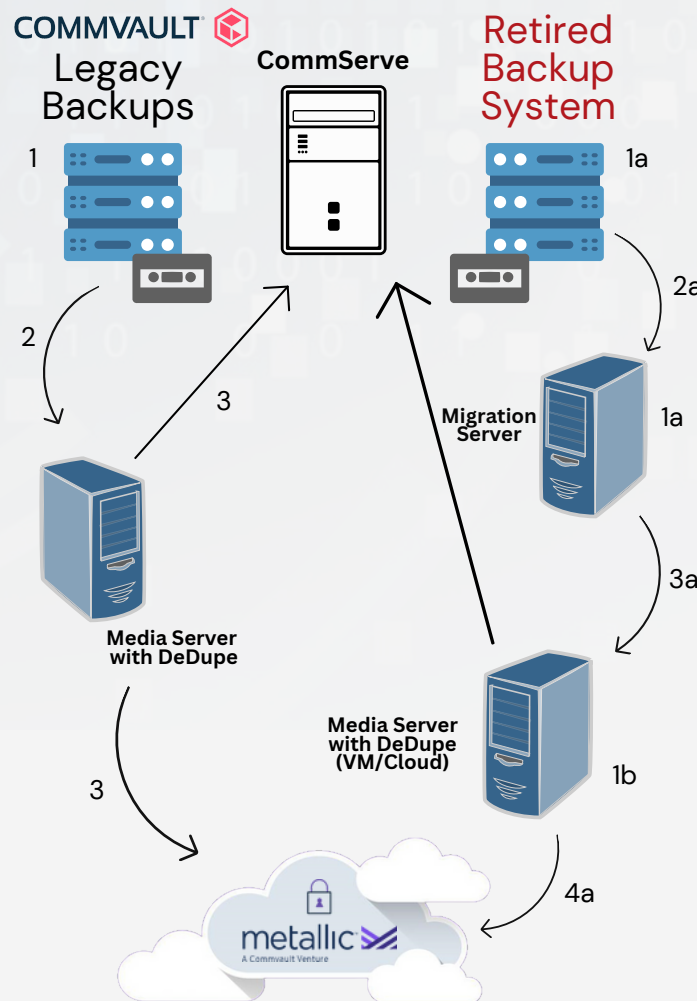 COMMVAULT
Legacy
Backups
CommServe
Retired
Backup
System
1
1a
2
2a
3
Migration
Server
1a
3a
Media Server
with DeDupe
Media Server
with DeDupe
(VM/Cloud)
1b
3
4a
metallic
A Commvault Venture